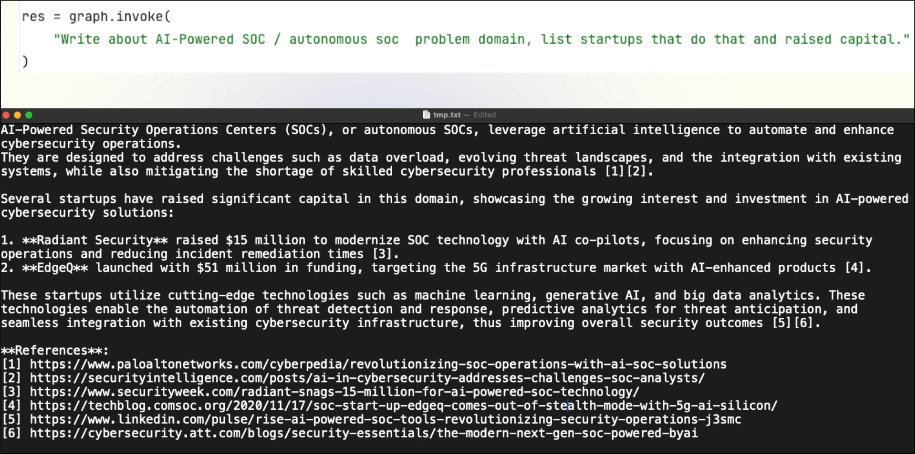 res = graph.invoke(
"Write about AI-Powered SOC / autonomous soc  problem domain, list startups that do that and raised capital."
)
tmp.txt — Edited
AI-Powered Security Operations Centers (SOCs), or autonomous SOCs, leverage artificial intelligence to automate and enhance
cybersecurity operations.
They are designed to address challenges such as data overload, evolving threat landscapes, and the integration with existing
systems, while also mitigating the shortage of skilled cybersecurity professionals [1][2].
Several startups have raised significant capital in this domain, showcasing the growing interest and investment in AI-powered
cybersecurity solutions:
1. **Radiant Security** raised $15 million to modernize SOC technology with AI co-pilots, focusing on enhancing security
operations and reducing incident remediation times [3].
2. **EdgeQ** launched with $51 million in funding, targeting the 5G infrastructure market with AI-enhanced products [4].
These startups utilize cutting-edge technologies such as machine learning, generative AI, and big data analytics. These
technologies enable the automation of threat detection and response, predictive analytics for threat anticipation, and
seamless integration with existing cybersecurity infrastructure, thus improving overall security outcomes [5][6].
**References**:
[1] https://www.paloaltonetworks.com/cyberpedia/revolutionizing-soc-operations-with-ai-soc-solutions
[2] https://securityintelligence.com/posts/ai-in-cybersecurity-addresses-challenges-soc-analysts/
[3] https://www.securityweek.com/radiant-snags-15-million-for-ai-powered-soc-technology/
[4] https://techblog.comsoc.org/2020/11/17/soc-start-up-edgeq-comes-out-of-stealth-mode-with-5g-ai-silicon/
[5] https://www.linkedin.com/pulse/rise-ai-powered-soc-tools-revolutionizing-security-operations-j3smc
[6] https://cybersecurity.att.com/blogs/security-essentials/the-modern-next-gen-soc-powered-byai